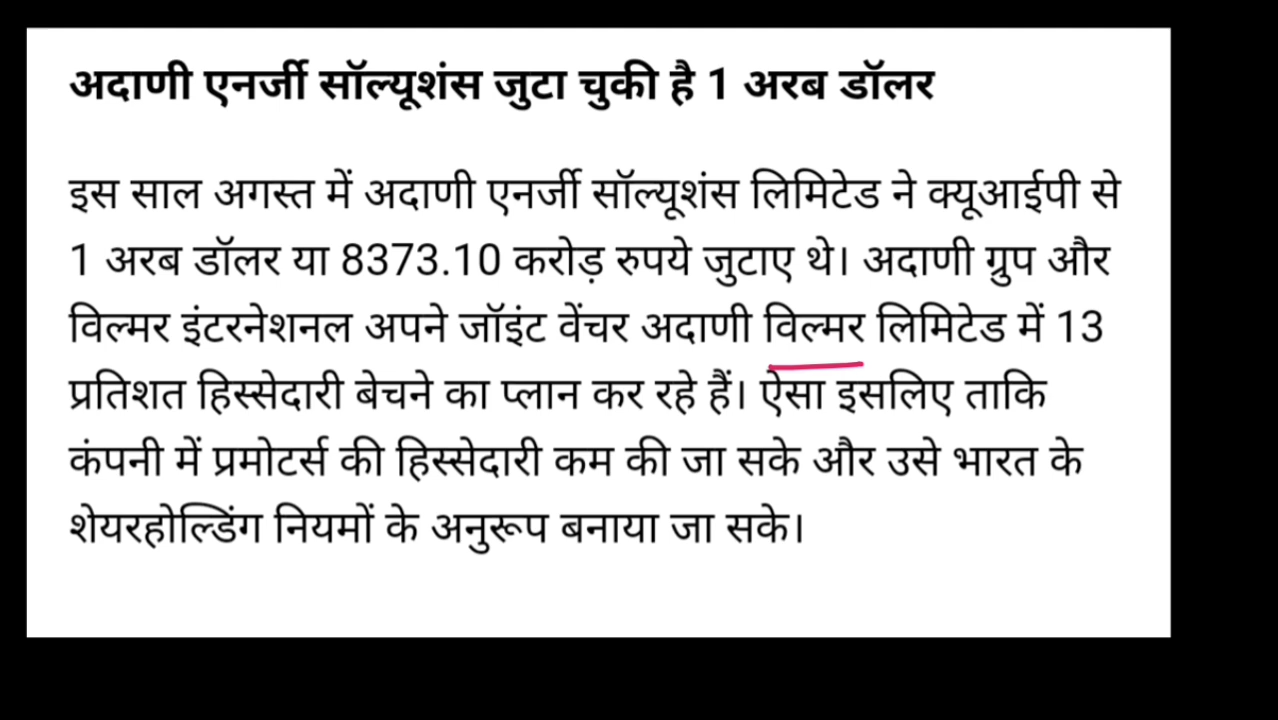 अदाणी एनर्जी सॉल्यूशंस जुटा चुकी है 1 अरब डॉलर
इस साल अगस्त में अदाणी एनर्जी सॉल्यूशंस लिमिटेड ने क्यूआईपी से
1 अरब डॉलर या 8373.10 करोड़ रुपये जुटाए थे। अदाणी ग्रुप और
विल्मर इंटरनेशनल अपने जॉइंट वेंचर अदाणी विल्मर लिमिटेड में 13
प्रतिशत हिस्सेदारी बेचने का प्लान कर रहे हैं। ऐसा इसलिए ताकि
कंपनी में प्रमोटर्स की हिस्सेदारी कम की जा सके और उसे भारत के
शेयरहोल्डिंग नियमों के अनुरूप बनाया जा सके।